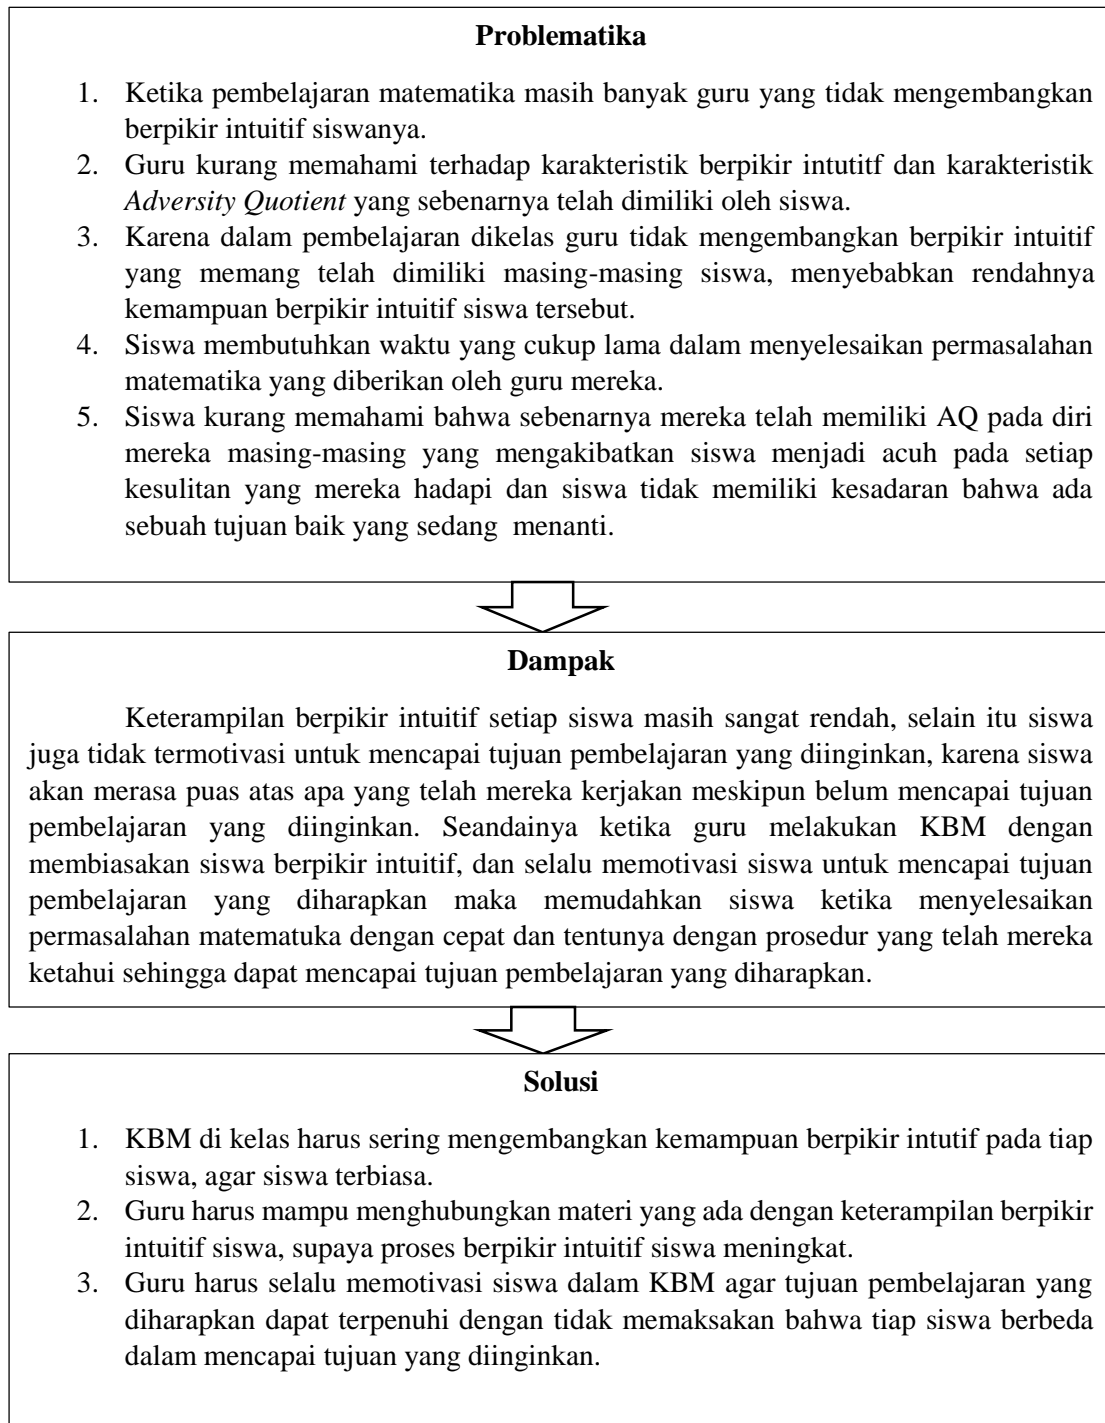 Problematika
1. Ketika pembelajaran matematika masih banyak guru yang tidak mengembangkan
berpikir intuitif siswanya.
2. Guru kurang memahami terhadap karakteristik berpikir intutitf dan karakteristik
Adversity Quotient yang sebenarnya telah dimiliki oleh siswa.
3. Karena dalam pembelajaran dikelas guru tidak mengembangkan berpikir intuitif
yang memang telah dimiliki masing-masing siswa, menyebabkan rendahnya
kemampuan berpikir intuitif siswa tersebut.
4. Siswa membutuhkan waktu yang cukup lama dalam menyelesaikan permasalahan
matematika yang diberikan oleh guru mereka.
5. Siswa kurang memahami bahwa sebenarnya mereka telah memiliki AQ pada diri
mereka masing-masing yang mengakibatkan siswa menjadi acuh pada setiap
kesulitan yang mereka hadapi dan siswa tidak memiliki kesadaran bahwa ada
sebuah tujuan baik yang sedang menanti.
Dampak
Keterampilan berpikir intuitif setiap siswa masih sangat rendah, selain itu siswa
juga tidak termotivasi untuk mencapai tujuan pembelajaran yang diinginkan, karena siswa
akan merasa puas atas apa yang telah mereka kerjakan meskipun belum mencapai tujuan
pembelajaran yang diinginkan. Seandainya ketika guru melakukan KBM dengan
membiasakan siswa berpikir intuitif, dan selalu memotivasi siswa untuk mencapai tujuan
pembelajaran yang diharapkan maka memudahkan siswa ketika menyelesaikan
permasalahan matematuka dengan cepat dan tentunya dengan prosedur yang telah mereka
ketahui sehingga dapat mencapai tujuan pembelajaran yang diharapkan.
Solusi
1. KBM di kelas harus sering mengembangkan kemampuan berpikir intutif pada tiap
siswa, agar siswa terbiasa.
2. Guru harus mampu menghubungkan materi yang ada dengan keterampilan berpikir
intuitif siswa, supaya proses berpikir intuitif siswa meningkat.
3. Guru harus selalu memotivasi siswa dalam KBM agar tujuan pembelajaran yang
diharapkan dapat terpenuhi dengan tidak memaksakan bahwa tiap siswa berbeda
dalam mencapai tujuan yang diinginkan.